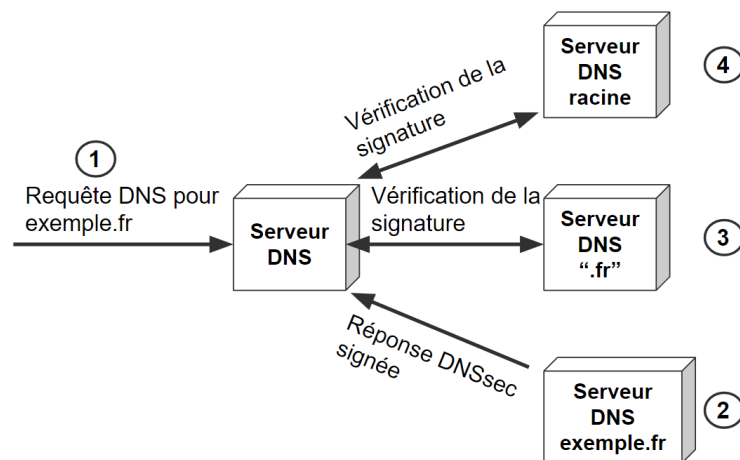 1
Requête DNS pour
exemple.fr
Serveur
DNS
Vérification de la
signature
Serveur
DNS
racine
4
Vérification de la
signature
Serveur
DNS
“.fr”
3
Réponse DNSsec
signée
Serveur
DNS
exemple.fr
2